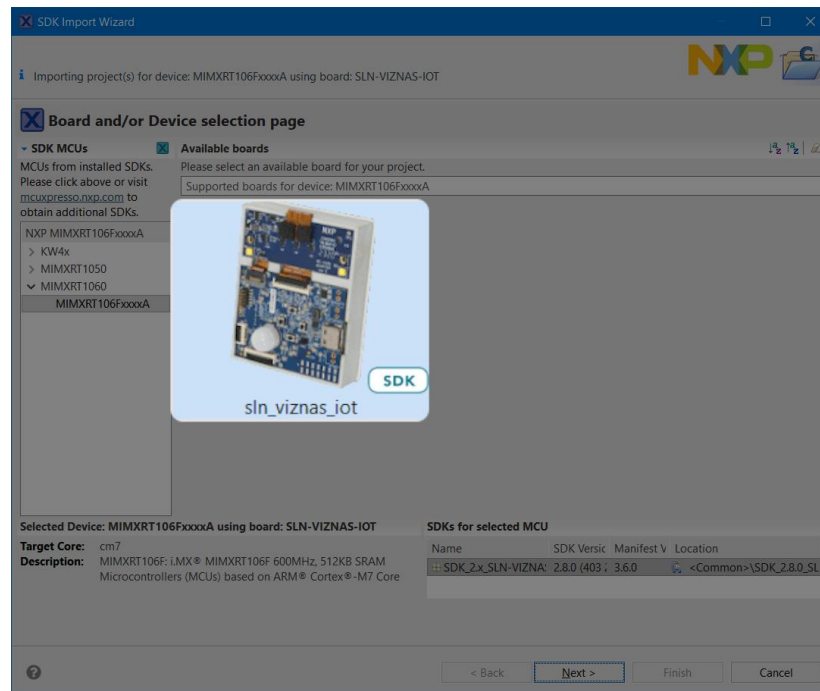 SDK Import Wizard
Importing project(s) for device: MIMXRT106FxxxxA using board: SLN-VIZNAS-IOT
NXP
Board and/or Device selection page
SDK MCUs
MCUs from installed SDKs.
Please click above or visit
mcuxpresso.nxp.com to
obtain additional SDKs.
NXP MIMXRT106FxxxxA
KW4x
MIMXRT1050
MIMXRT1060
MIMXRT106FxxxxA
Available boards
Please select an available board for your project.
Supported boards for device: MIMXRT106FxxxxA
NXP
SDK
sln_viznas_iot
Selected Device: MIMXRT106FxxxxA using board: SLN-VIZNAS-IOT
Target Core: cm7
Description: MIMXRT106F: i.MX® MIMXRT106F 600MHz, 512KB SRAM
Microcontrollers (MCUs) based on ARM® Cortex®-M7 Core
SDKs for selected MCU
Name SDK Versic Manifest V Location
SDK_2.x_SLN-VIZNA: 2.8.0 (403 3.6.0 <Common>\SDK_2.8.0_SL
< Back Next > Finish Cancel